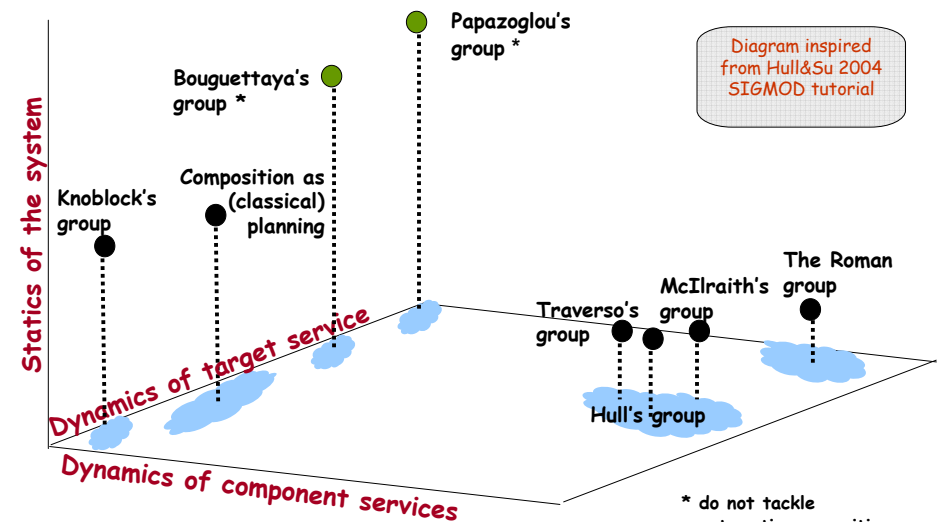 Papazoglou's
group *
Diagram inspired
from Hull&Su 2004
SIGMOD tutorial
Bouguettaya's
group *
Statics of the system
Knoblock's
group
Composition as
(classical)
planning
The Roman
group
McIlraith's
group
Traverso's
group
Dynamics of target service
Hull's group
Dynamics of component services
* do not tackle